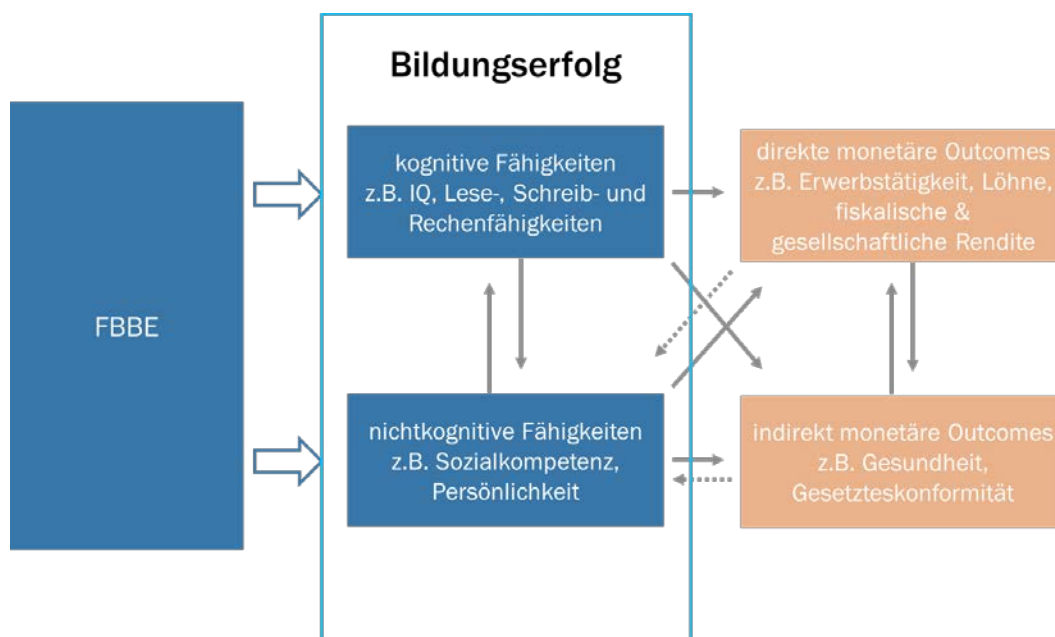 Bildungserfolg
FBBE
kognitive Fähigkeiten
z.B. IQ, Lese-, Schreib- und
Rechenfähigkeiten
direkte monetäre Outcomes
z.B. Erwerbstätigkeit, Löhne,
fiskalische &
gesellschaftliche Rendite
nichtkognitive Fähigkeiten
z.B. Sozialkompetenz,
Persönlichkeit
indirekt monetäre Outcomes
z.B. Gesundheit,
Gesetzteskonformität